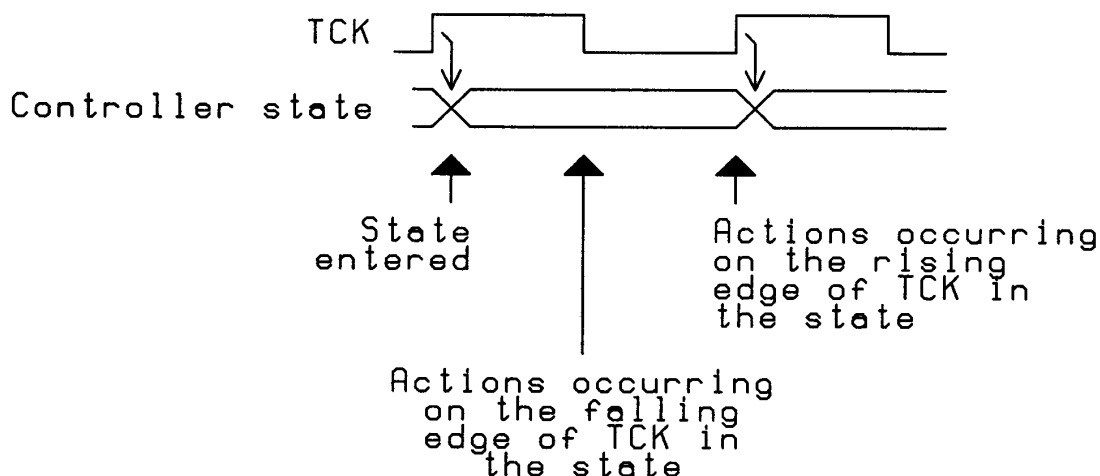 TCK
Controller state
State
entered
Actions occurring
on the rising
edge of TCK in
the state
Actions occurring
on the falling
edge of TCK in
the state